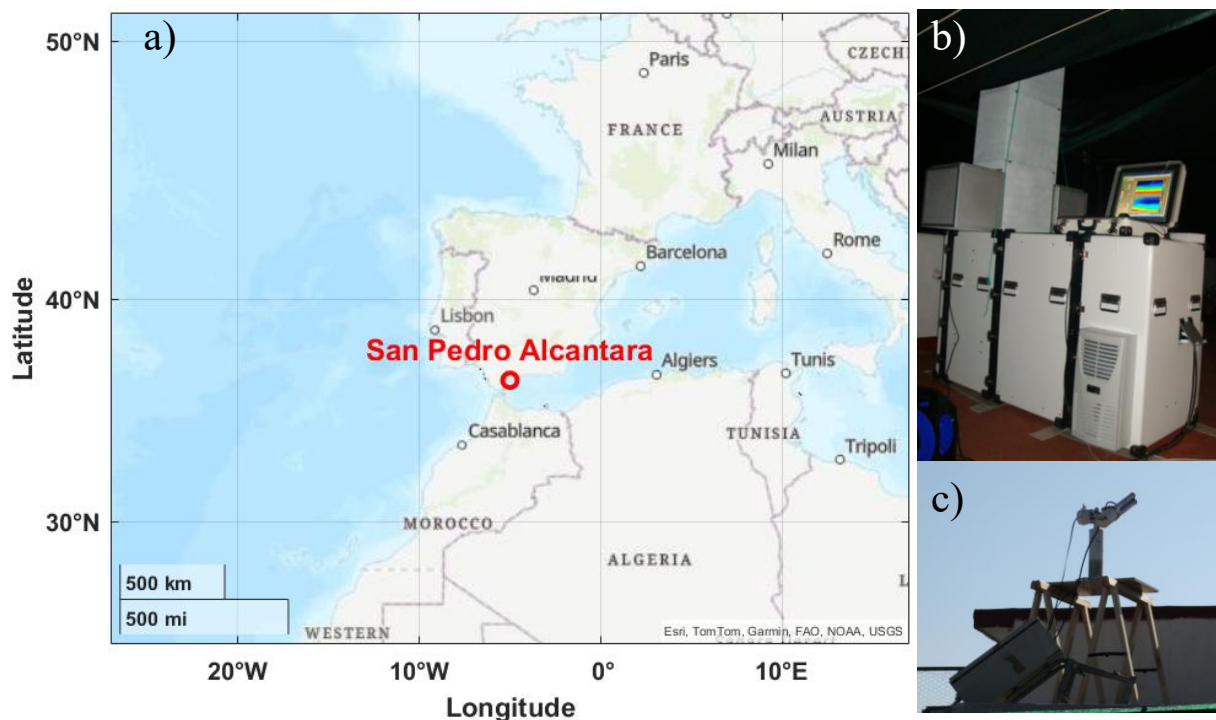 a)
b)
c)
50°N
40°N
30°N
Latitude
20°W
10°W
0°
10°E
Longitude
Paris
CZECH
FRANCE
AUSTRIA
Milan
Rome
Barcelona
Madrid
Lisbon
San Pedro Alcantara
Algiers
Tunis
Casablanca
TUNISIA
Tripoli
MOROCCO
ALGERIA
L
WESTERN
500 km
500 mi
Esri, TomTom, Garmin, FAO, NOAA, USGS